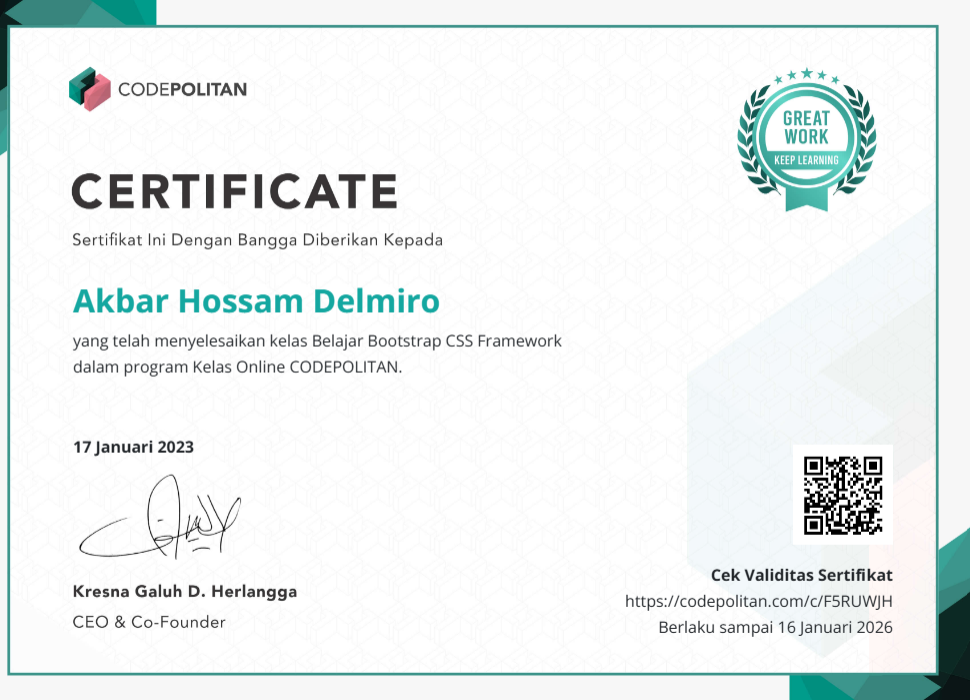 CODEPOLITAN
GREAT
WORK
KEEP LEARNING
CERTIFICATE
Sertifikat Ini Dengan Bangga Diberikan Kepada
Akbar Hossam Delmiro
yang telah menyelesaikan kelas Belajar Bootstrap CSS Framework
dalam program Kelas Online CODEPOLITAN.
17 Januari 2023
Kresna Galuh D. Herlangga
CEO & Co-Founder
Cek Validitas Sertifikat
https://codepolitan.com/c/F5RUWJH
Berlaku sampai 16 Januari 2026